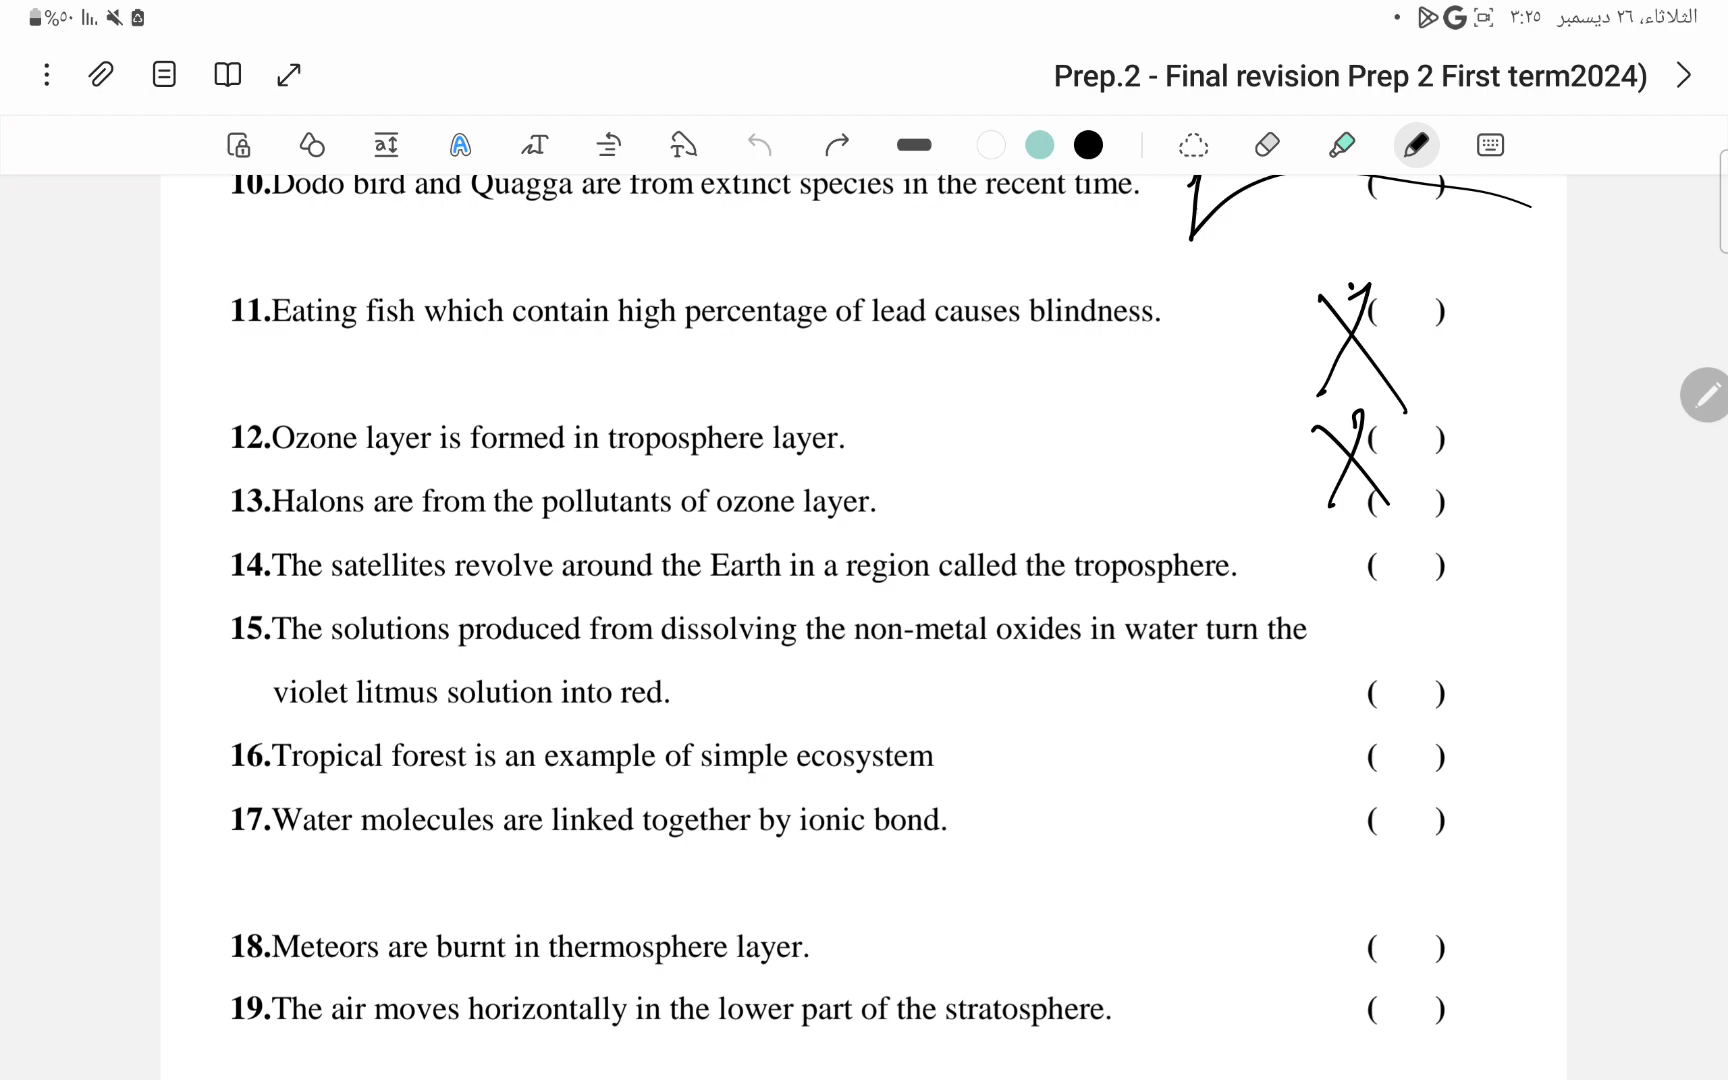 %٥٠
الثلاثاء، ٢٦ ديسمبر ٣:٢٥
Prep.2 - Final revision Prep 2 First term2024)
10.Dodo bird and Quagga are from extinct species in the recent time. ( )
11.Eating fish which contain high percentage of lead causes blindness. ( )
12.Ozone layer is formed in troposphere layer. ( )
13.Halons are from the pollutants of ozone layer. ( )
14.The satellites revolve around the Earth in a region called the troposphere. ( )
15.The solutions produced from dissolving the non-metal oxides in water turn the
violet litmus solution into red. ( )
16.Tropical forest is an example of simple ecosystem ( )
17.Water molecules are linked together by ionic bond. ( )
18.Meteors are burnt in thermosphere layer. ( )
19.The air moves horizontally in the lower part of the stratosphere. ( )